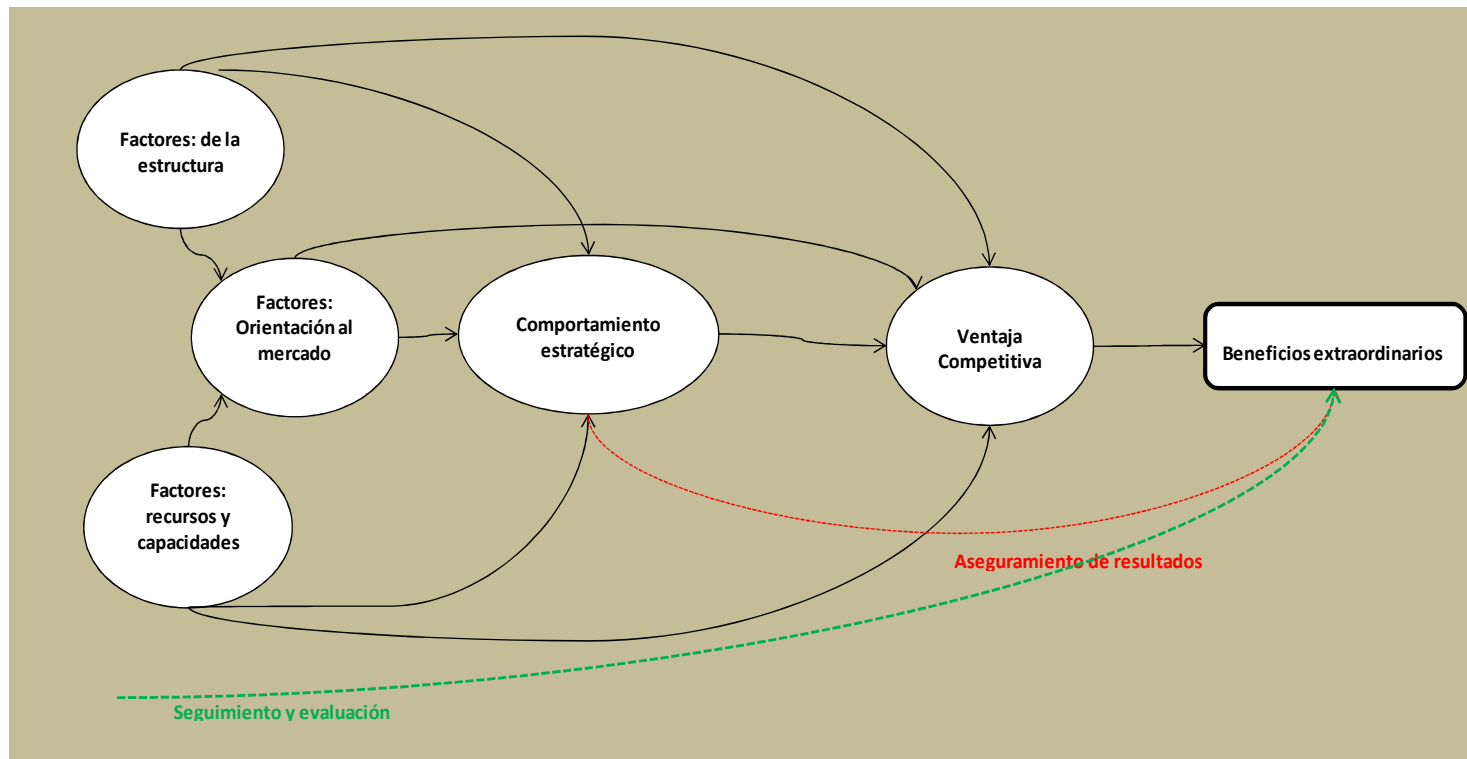 Factores: de la
estructura
Factores:
Orientación al
mercado
Comportamiento
estratégico
Ventaja
Competitiva
Beneficios extraordinarios
Factores:
recursos y
capacidades
Aseguramiento de resultados
Seguimiento y evaluación